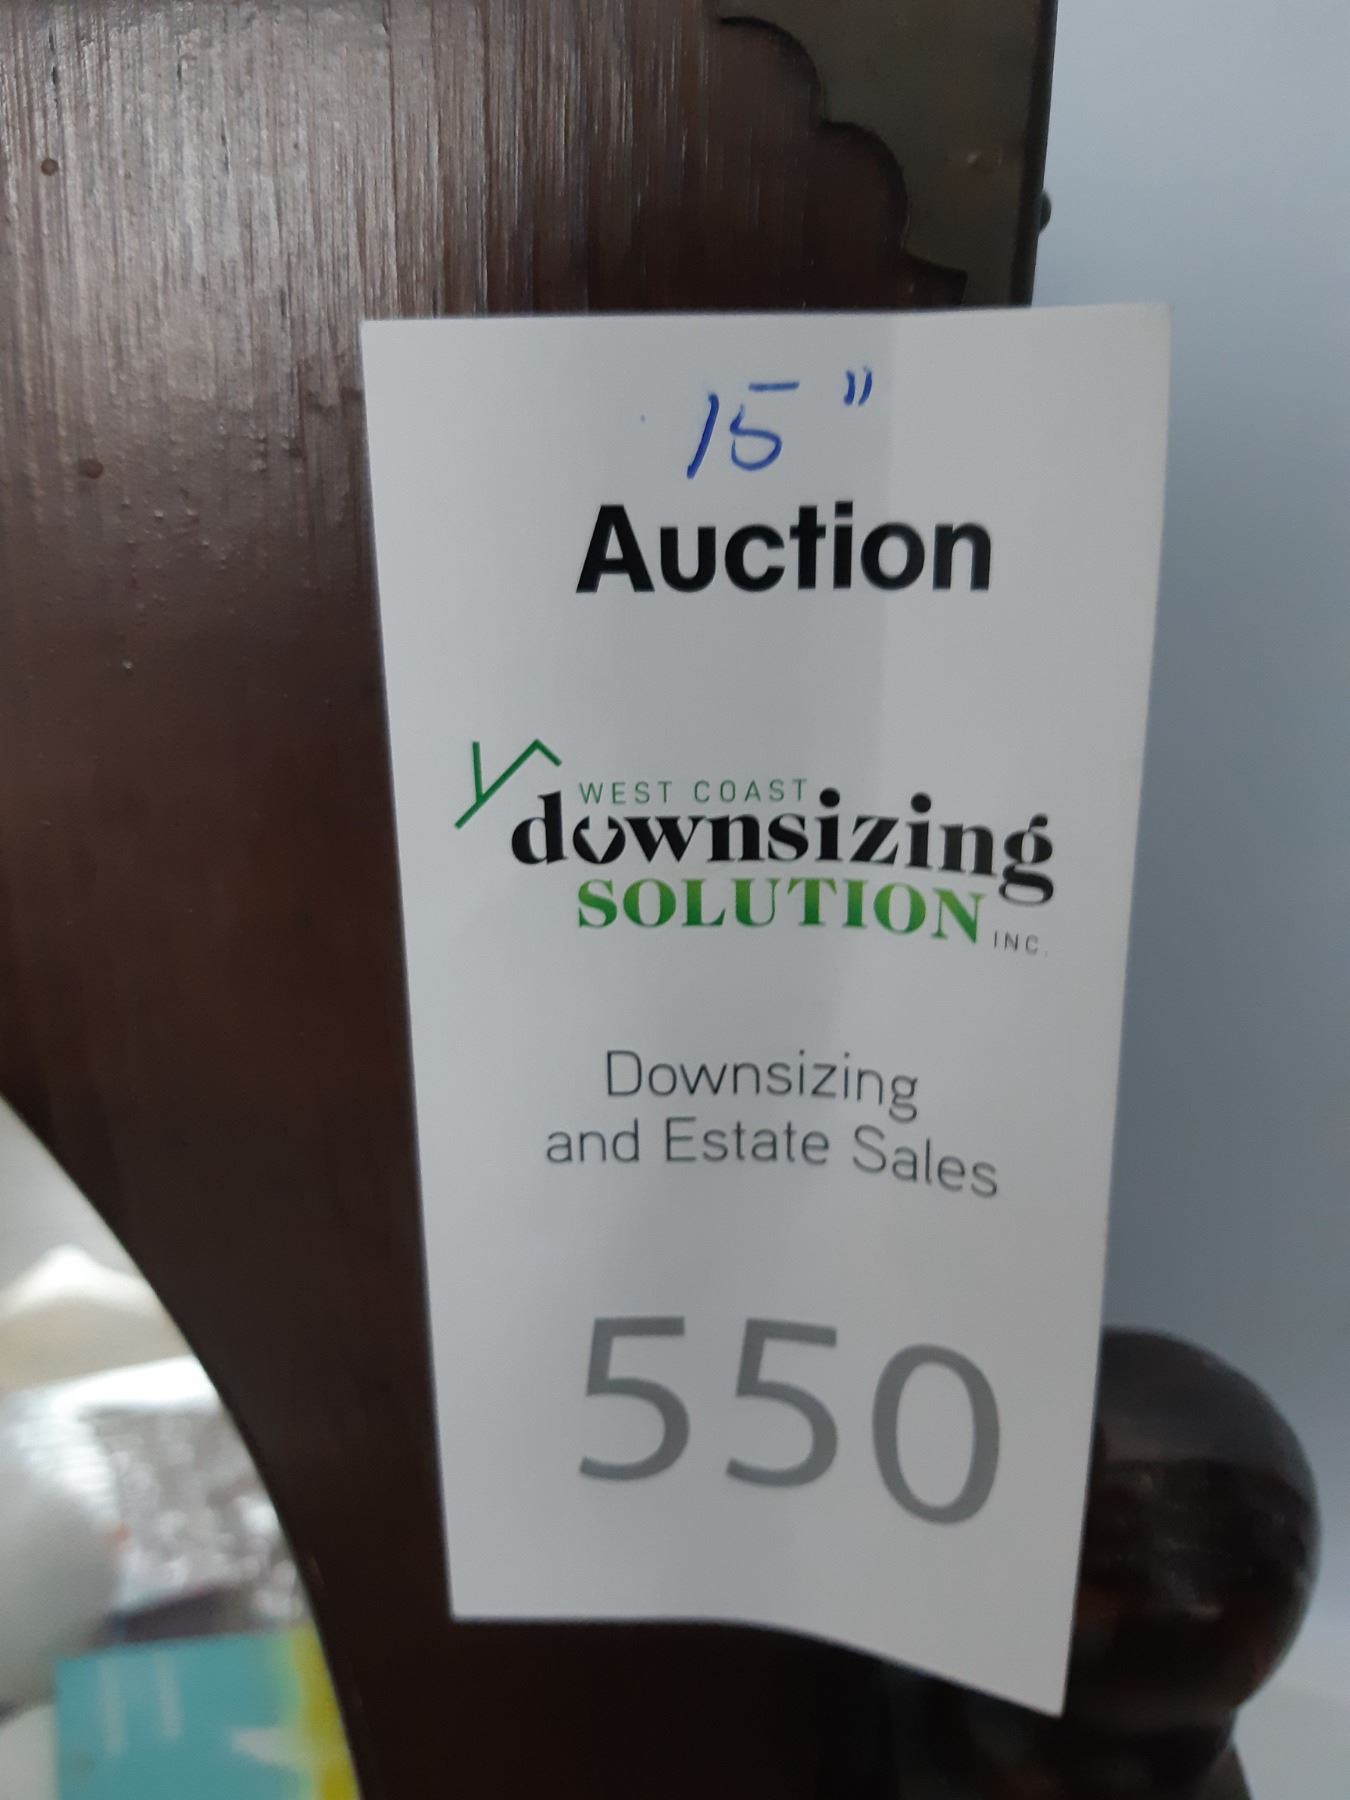 15"
Auction
WEST COAST
downsizing
SOLUTION INC.
Downsizing
and Estate Sales
550